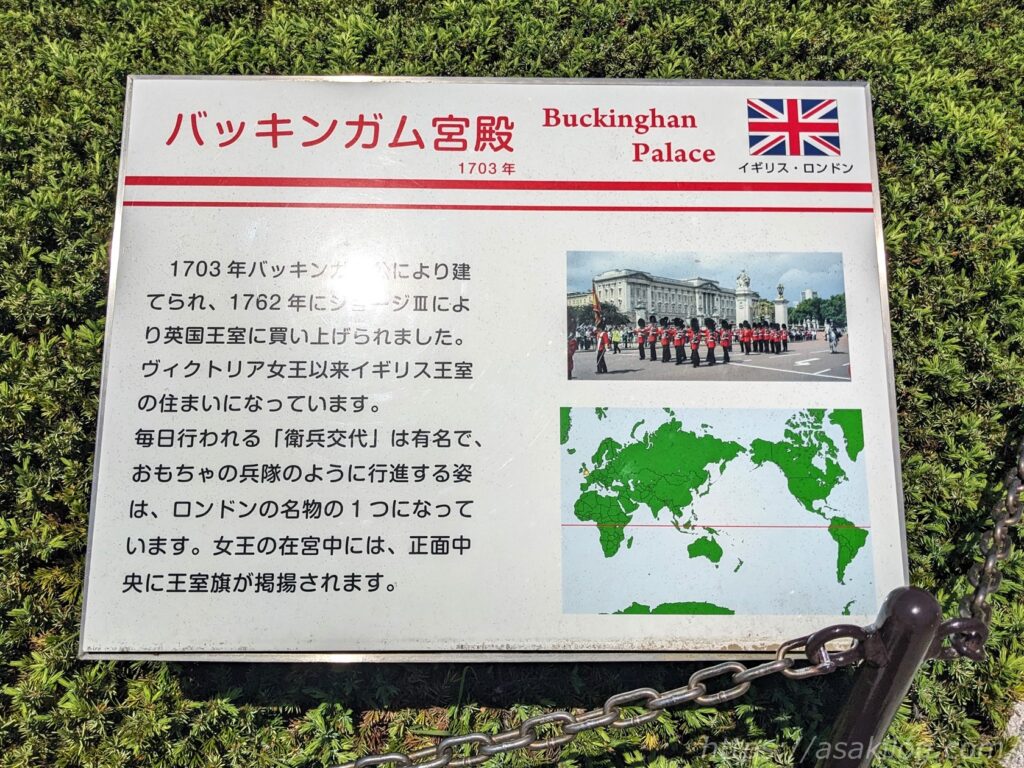 バッキンガム宮殿
1703年
Buckinghan
Palace
イギリス・ロンドン
1703年バッキンガム公により建
てられ、1762年にジョージⅢによ
り英国王室に買い上げられました。
ヴィクトリア女王以来イギリス王室
の住まいになっています。
毎日行われる「衛兵交代」は有名で、
おもちゃの兵隊のように行進する姿
は、ロンドンの名物の1つになって
います。女王の在宮中には、正面中
央に王室旗が掲揚されます。